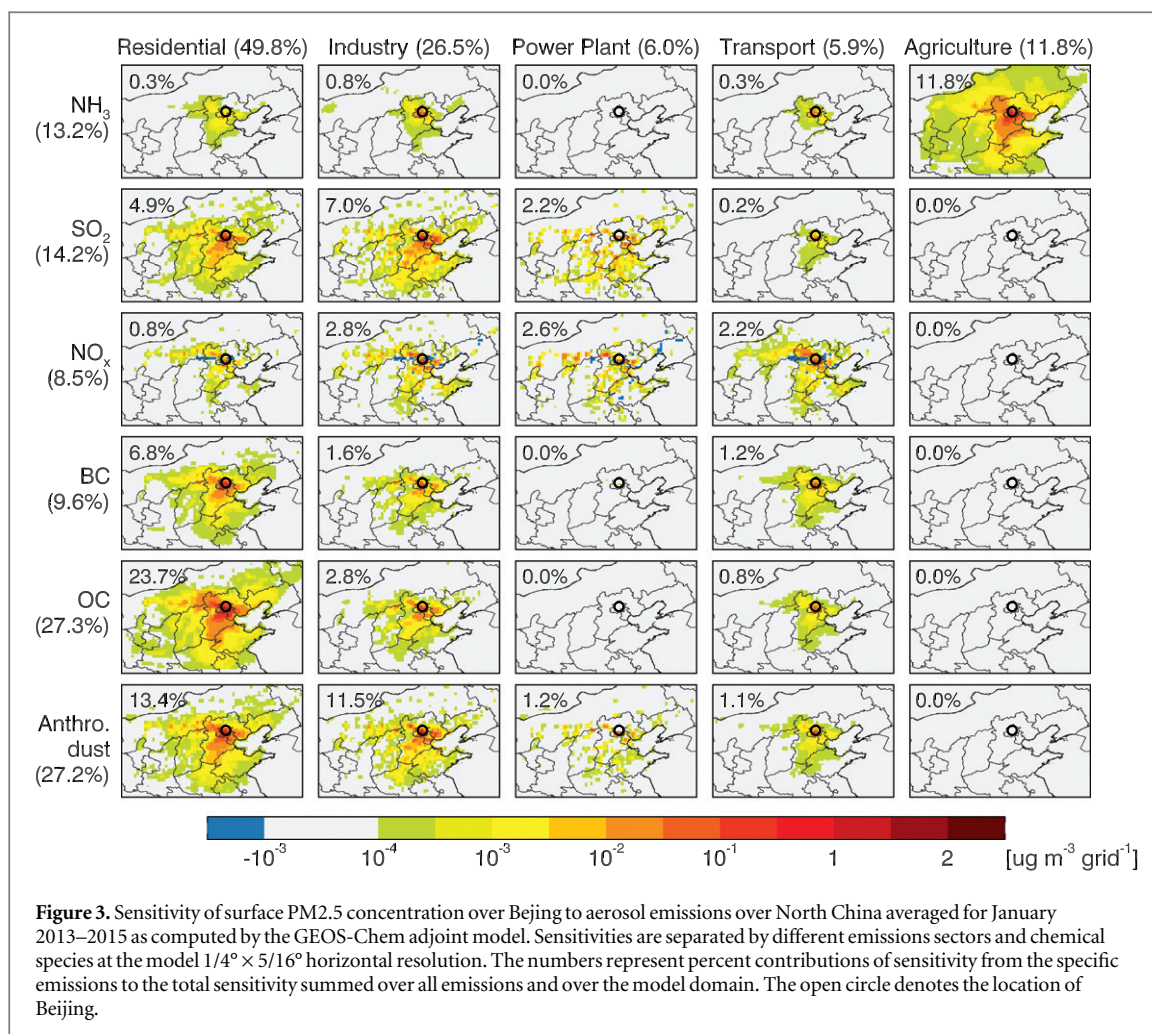 Residential (49.8%) Industry (26.5%) Power Plant (6.0%) Transport (5.9%) Agriculture (11.8%)
NH₃
(13.2%)
0.3% 0.8% 0.0% 0.3% 11.8%
SO₂
(14.2%)
4.9% 7.0% 2.2% 0.2% 0.0%
NOₓ
(8.5%)
0.8% 2.8% 2.6% 2.2% 0.0%
BC
(9.6%)
6.8% 1.6% 0.0% 1.2% 0.0%
OC
(27.3%)
23.7% 2.8% 0.0% 0.8% 0.0%
Anthro.
dust
(27.2%)
13.4% 11.5% 1.2% 1.1% 0.0%
-10⁻³ 10⁻⁴ 10⁻³ 10⁻² 10⁻¹ 1 2 [ug m⁻³ grid⁻¹]
Figure 3. Sensitivity of surface PM2.5 concentration over Bejing to aerosol emissions over North China averaged for January
2013–2015 as computed by the GEOS-Chem adjoint model. Sensitivities are separated by different emissions sectors and chemical
species at the model 1/4° × 5/16° horizontal resolution. The numbers represent percent contributions of sensitivity from the specific
emissions to the total sensitivity summed over all emissions and over the model domain. The open circle denotes the location of
Beijing.